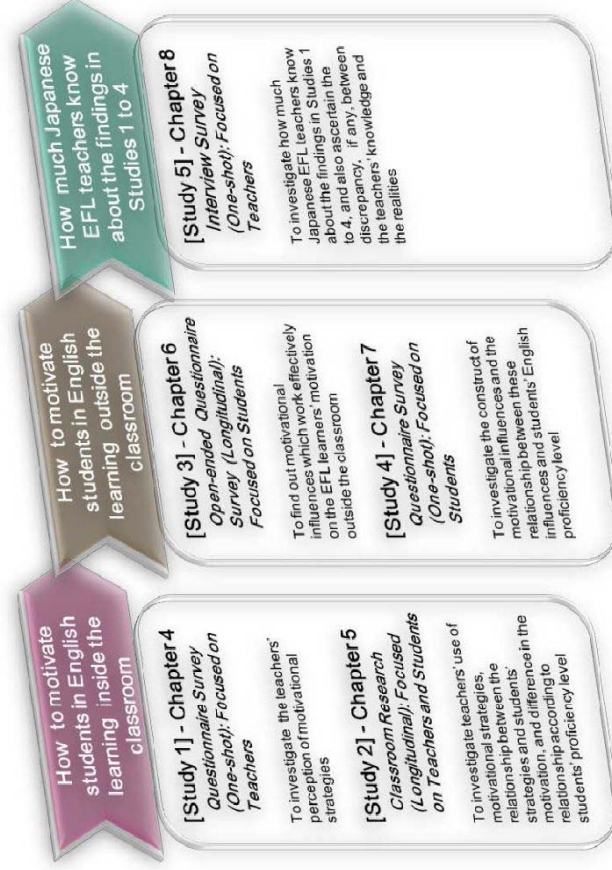 How to motivate
students in English
learning inside the
classroom
[Study 1] - Chapter 4
Questionnaire Survey
(One-shot): Focused on
Teachers
To investigate the teachers'
perception of motivational
strategies
[Study 2] - Chapter 5
Classroom Research
(Longitudinal): Focused
on Teachers and Students
To investigate teachers' use of
motivational strategies,
relationship between the
strategies and students'
motivation, and difference in the
relationship according to
students' proficiency level
How to motivate
students in English
learning outside the
classroom
[Study 3] - Chapter 6
Open-ended Questionnaire
Survey (Longitudinal):
Focused on Students
To find out motivational
influences which work effectively
on the EFL learners' motivation
outside the classroom
[Study 4] - Chapter 7
Questionnaire Survey
(One-shot): Focused on
Students
To investigate the construct of
motivational influences and the
relationship between these
influences and students' English
proficiency level
How much Japanese
EFL teachers know
about the findings in
Studies 1 to 4
[Study 5] - Chapter 8
Interview Survey
(One-shot): Focused on
Teachers
To investigate how much
Japanese EFL teachers know
about the findings in Studies 1
to 4, and also ascertain the
discrepancy, if any, between
the teachers' knowledge and
the realities